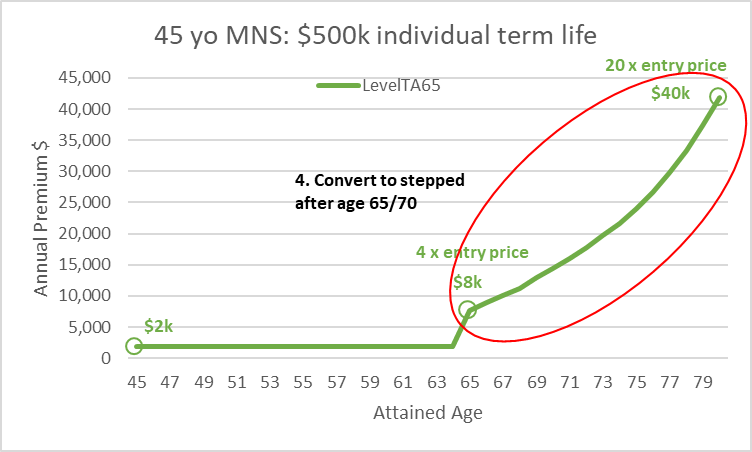 45 yo MNS: $500k individual term life
20 x entry price
45,000
LevelTA65
$40k
40,000
35,000
30,000
4. Convert to stepped
after age 65/70
25,000
20,000
4 x entry price
15,000
$8k
10,000
$2k
5,000
0
Annual Premium $
45 47 49 51 53 55 57 59 61 63 65 67 69 71 73 75 77 79
Attained Age